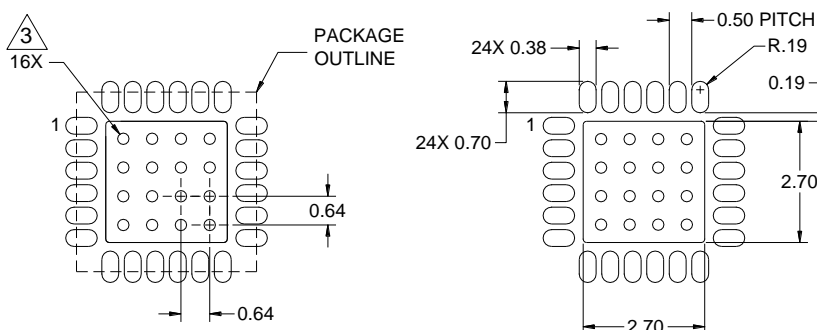 3
16X
PACKAGE
OUTLINE
1
0.64
0.64
24X 0.38
0.50 PITCH
R.19
0.19
24X 0.70
1
2.70
2.70